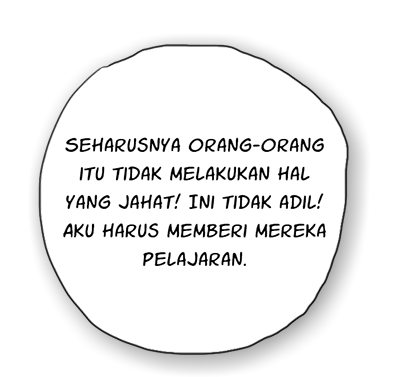 SEHARUSNYA ORANG-ORANG
ITU TIDAK MELAKUKAN HAL
YANG JAHAT! INI TIDAK ADIL!
AKU HARUS MEMBERI MEREKA
PELAJARAN.